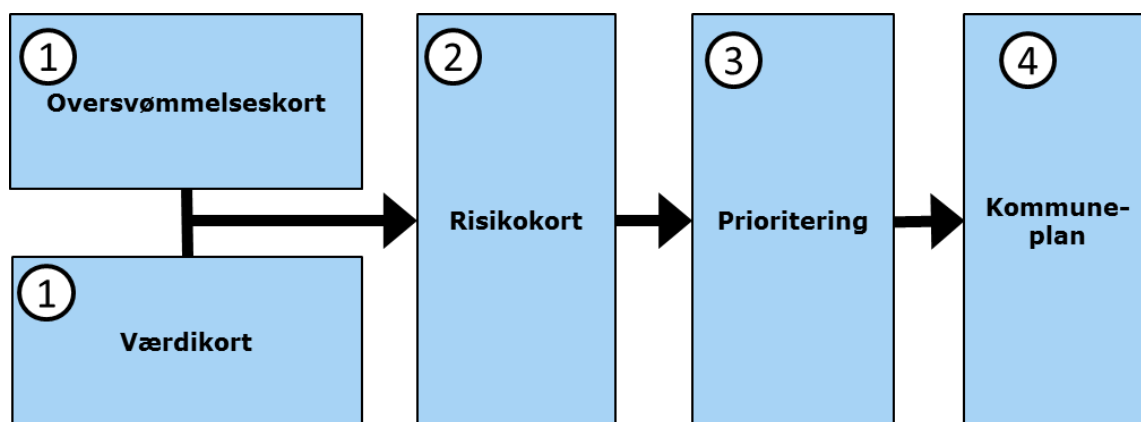 1
Oversvømmelseskort
1
Værdikort
2
Risikokort
3
Prioritering
4
Kommune-
plan